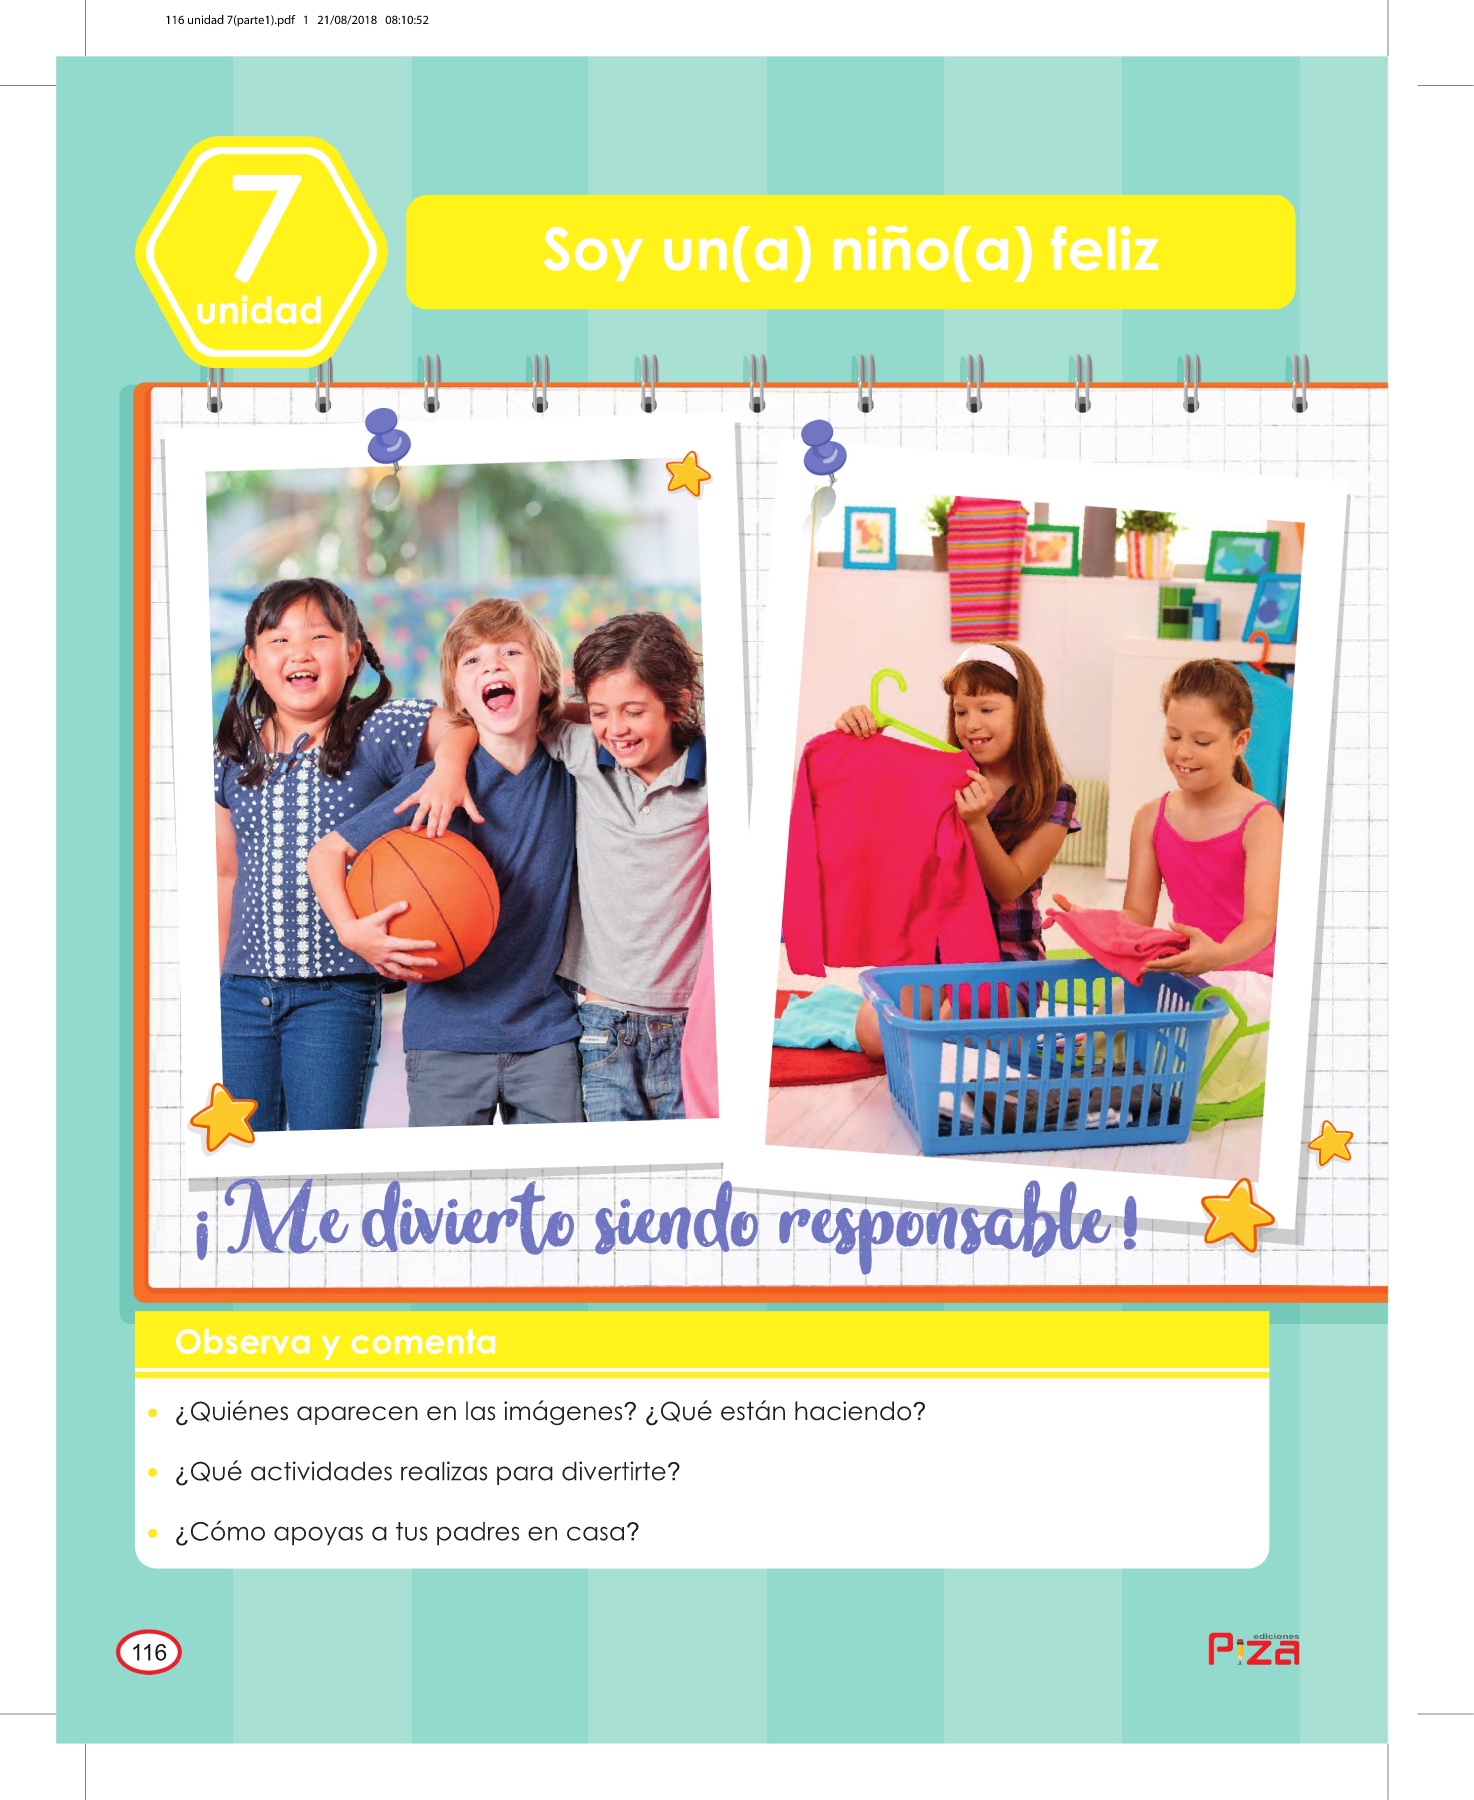 116 unidad 7(parte1).pdf 1 21/08/2018 08:10:52
7
unidad
Soy un(a) niño(a) feliz
¡Me divierto siendo responsable!
Observa y comenta
• ¿Quiénes aparecen en las imágenes? ¿Qué están haciendo?
• ¿Qué actividades realizas para divertirte?
• ¿Cómo apoyas a tus padres en casa?
116
ediciones
Piza